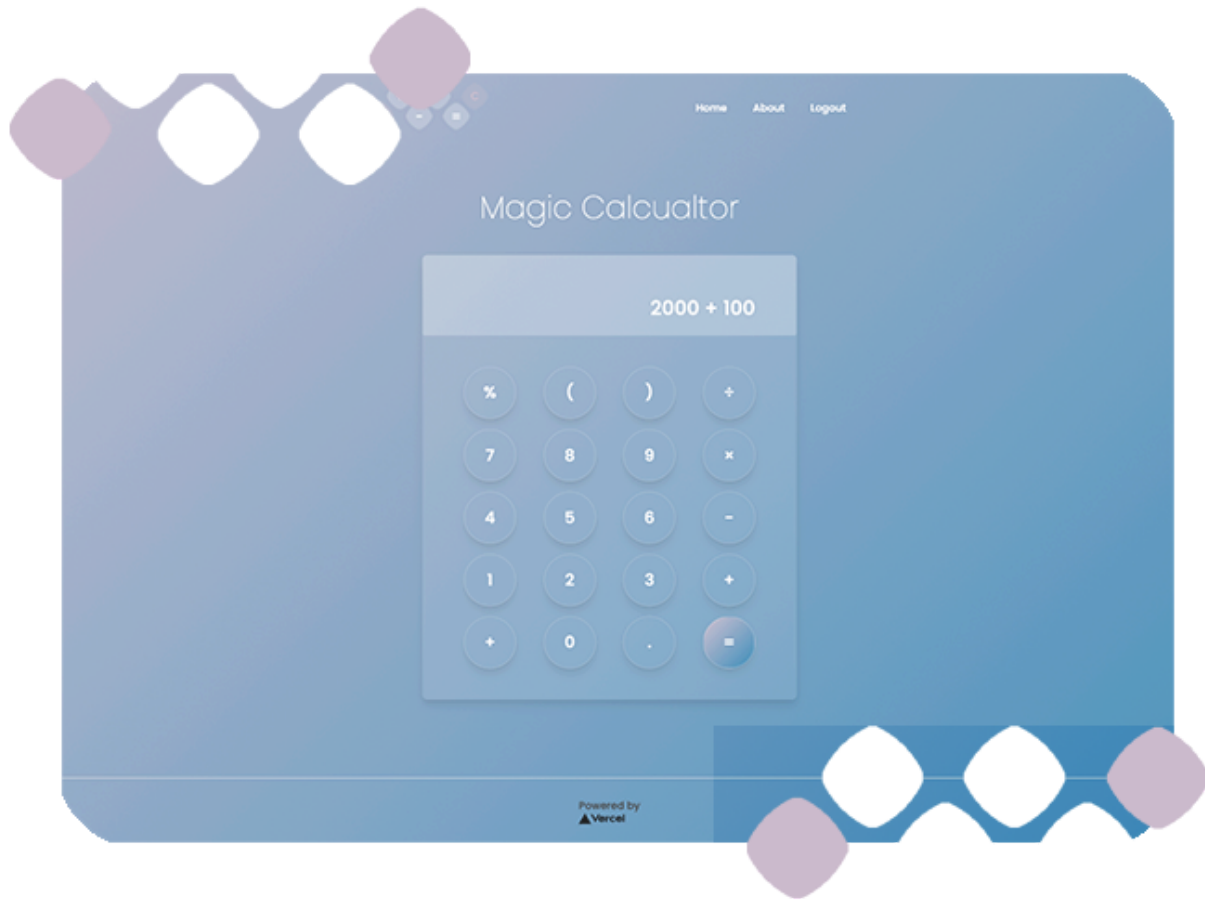 Home About Logout
Magic Calcualtor
2000 + 100
% ( ) ÷
7 8 9 ×
4 5 6 -
1 2 3 +
+ 0 . =
Powered by
Vercel